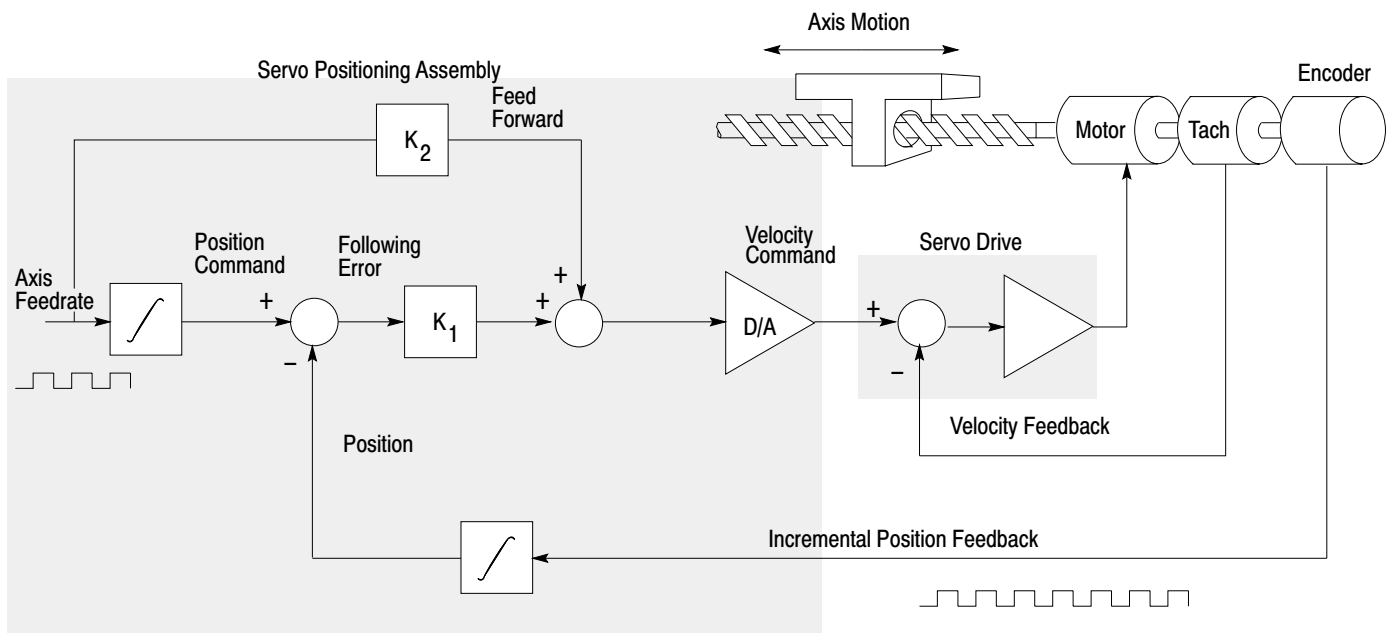 Axis Motion
Servo Positioning Assembly
Encoder
Feed
Forward
K2
Motor
Tach
Position
Command
Following
Error
Velocity
Command
Servo Drive
Axis
Feedrate
+
+
+
+
K1
D/A
−
−
Velocity Feedback
Position
Incremental Position Feedback